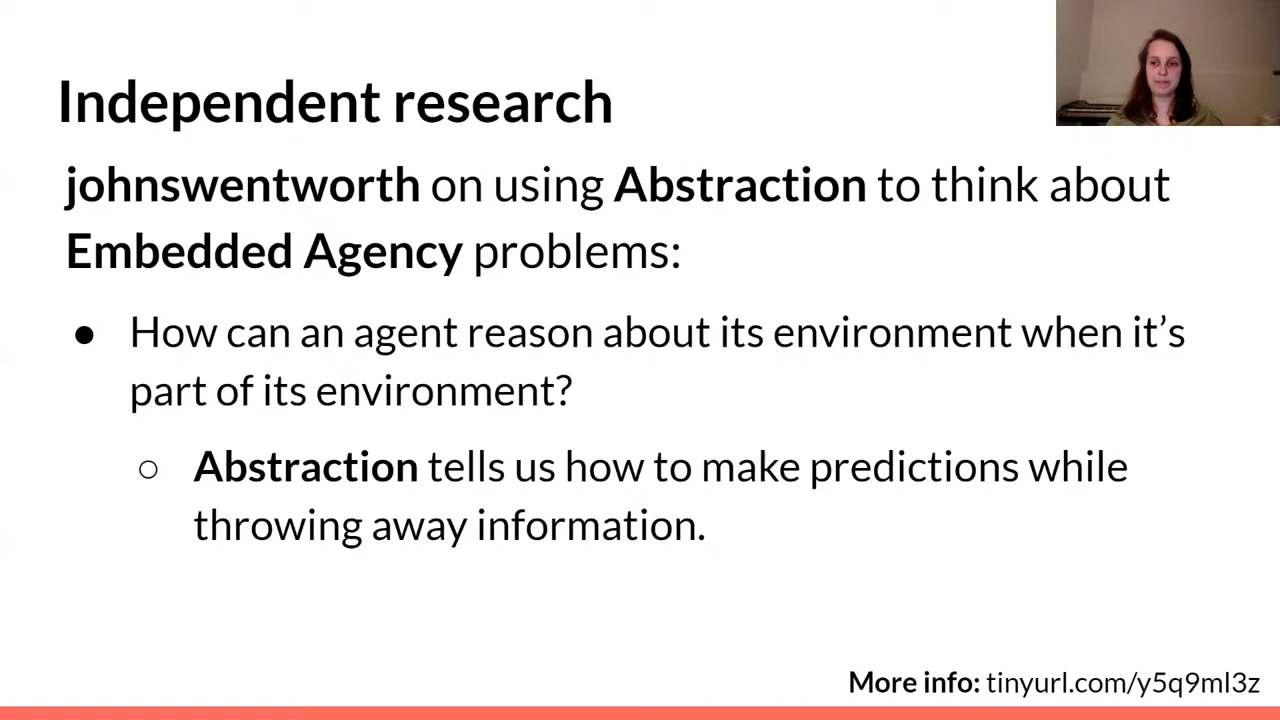 Independent research
johnswentworth on using Abstraction to think about
Embedded Agency problems:
● How can an agent reason about its environment when it’s
part of its environment?
○ Abstraction tells us how to make predictions while
throwing away information.
More info: tinyurl.com/y5q9ml3z